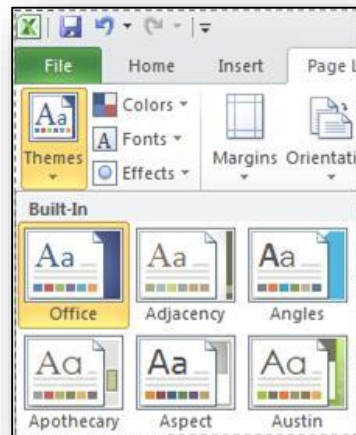 File Home Insert Page L
Aa Colors
A Fonts
Themes Effects Margins Orientati
Built-In
Aa Aa Aa
Office Adjacency Angles
Aa Aa Aa
Apothecary Aspect Austin